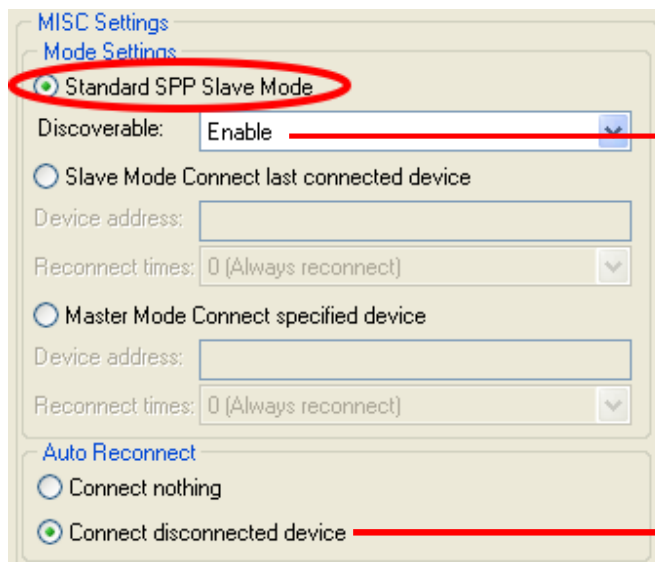 MISC Settings
Mode Settings
Standard SPP Slave Mode
Discoverable: Enable
Slave Mode Connect last connected device
Device address:
Reconnect times: 0 (Always reconnect)
Master Mode Connect specified device
Device address:
Reconnect times: 0 (Always reconnect)
Auto Reconnect
Connect nothing
Connect disconnected device